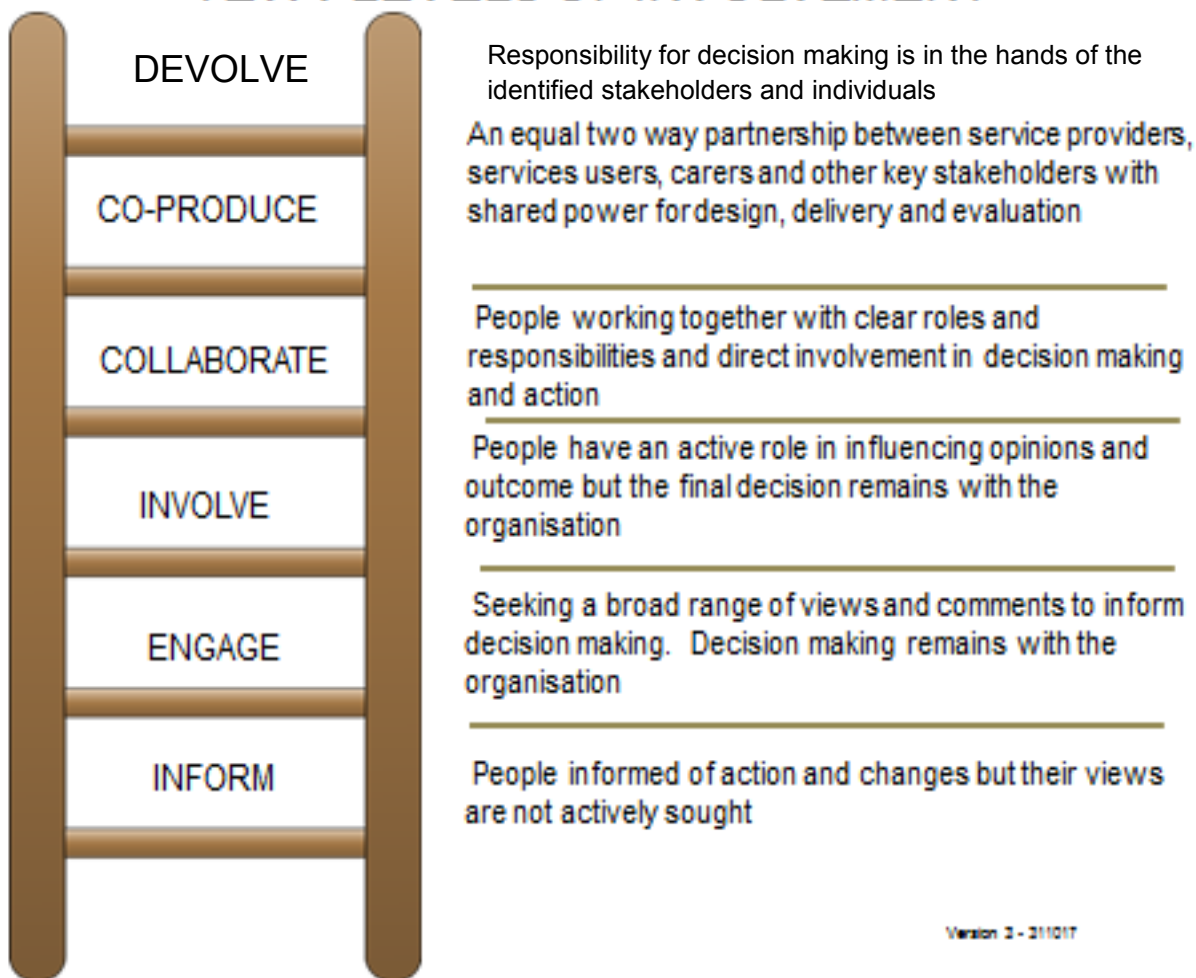 DEVOLVE
Responsibility for decision making is in the hands of the
identified stakeholders and individuals
CO-PRODUCE
An equal two way partnership between service providers,
services users, carers and other key stakeholders with
shared power for design, delivery and evaluation
COLLABORATE
People working together with clear roles and
responsibilities and direct involvement in decision making
and action
INVOLVE
People have an active role in influencing opinions and
outcome but the final decision remains with the
organisation
ENGAGE
Seeking a broad range of views and comments to inform
decision making. Decision making remains with the
organisation
INFORM
People informed of action and changes but their views
are not actively sought
Version - 311017